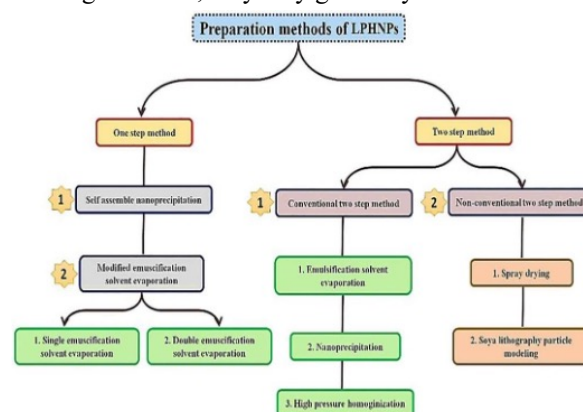 Preparation methods of LPHNPs
One step method
Two step method
1
Self assemble nanoprecipitation
1
Conventional two step method
2
Non-conventional two step method
2
Modified emuscification
solvent evaporation
1. Emulsification solvent
evaporation
1. Spray drying
1. Single emuscification
solvent evaporation
2. Double emuscification
solvent evaporation
2. Nanoprecipitation
2. Soya lithography particle
modeling
3. High pressure homoginization